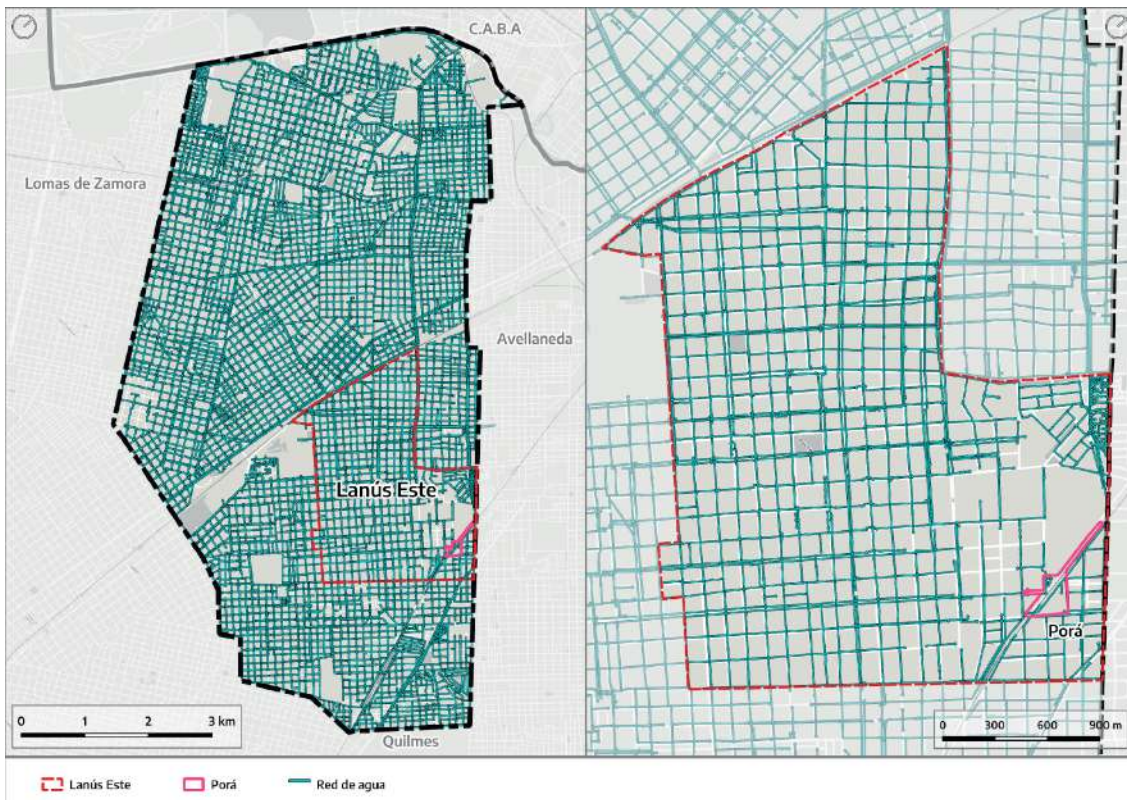 C.A.B.A
Lomas de Zamora
Avellaneda
Lanús Este
Quilmes
0 1 2 3 km
Porá
0 300 600 900 m
Lanús Este
Porá
Red de agua